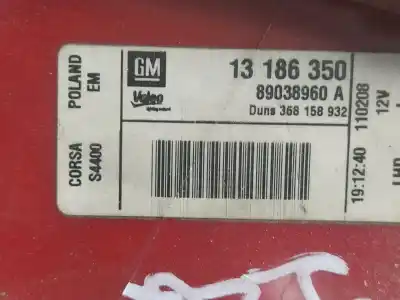 GM
13 186 350
Valeo
89038960 A
Duns 368 158 932
POLAND
EM
CORSA
S4400
19:12:40 110208
12V
LHD